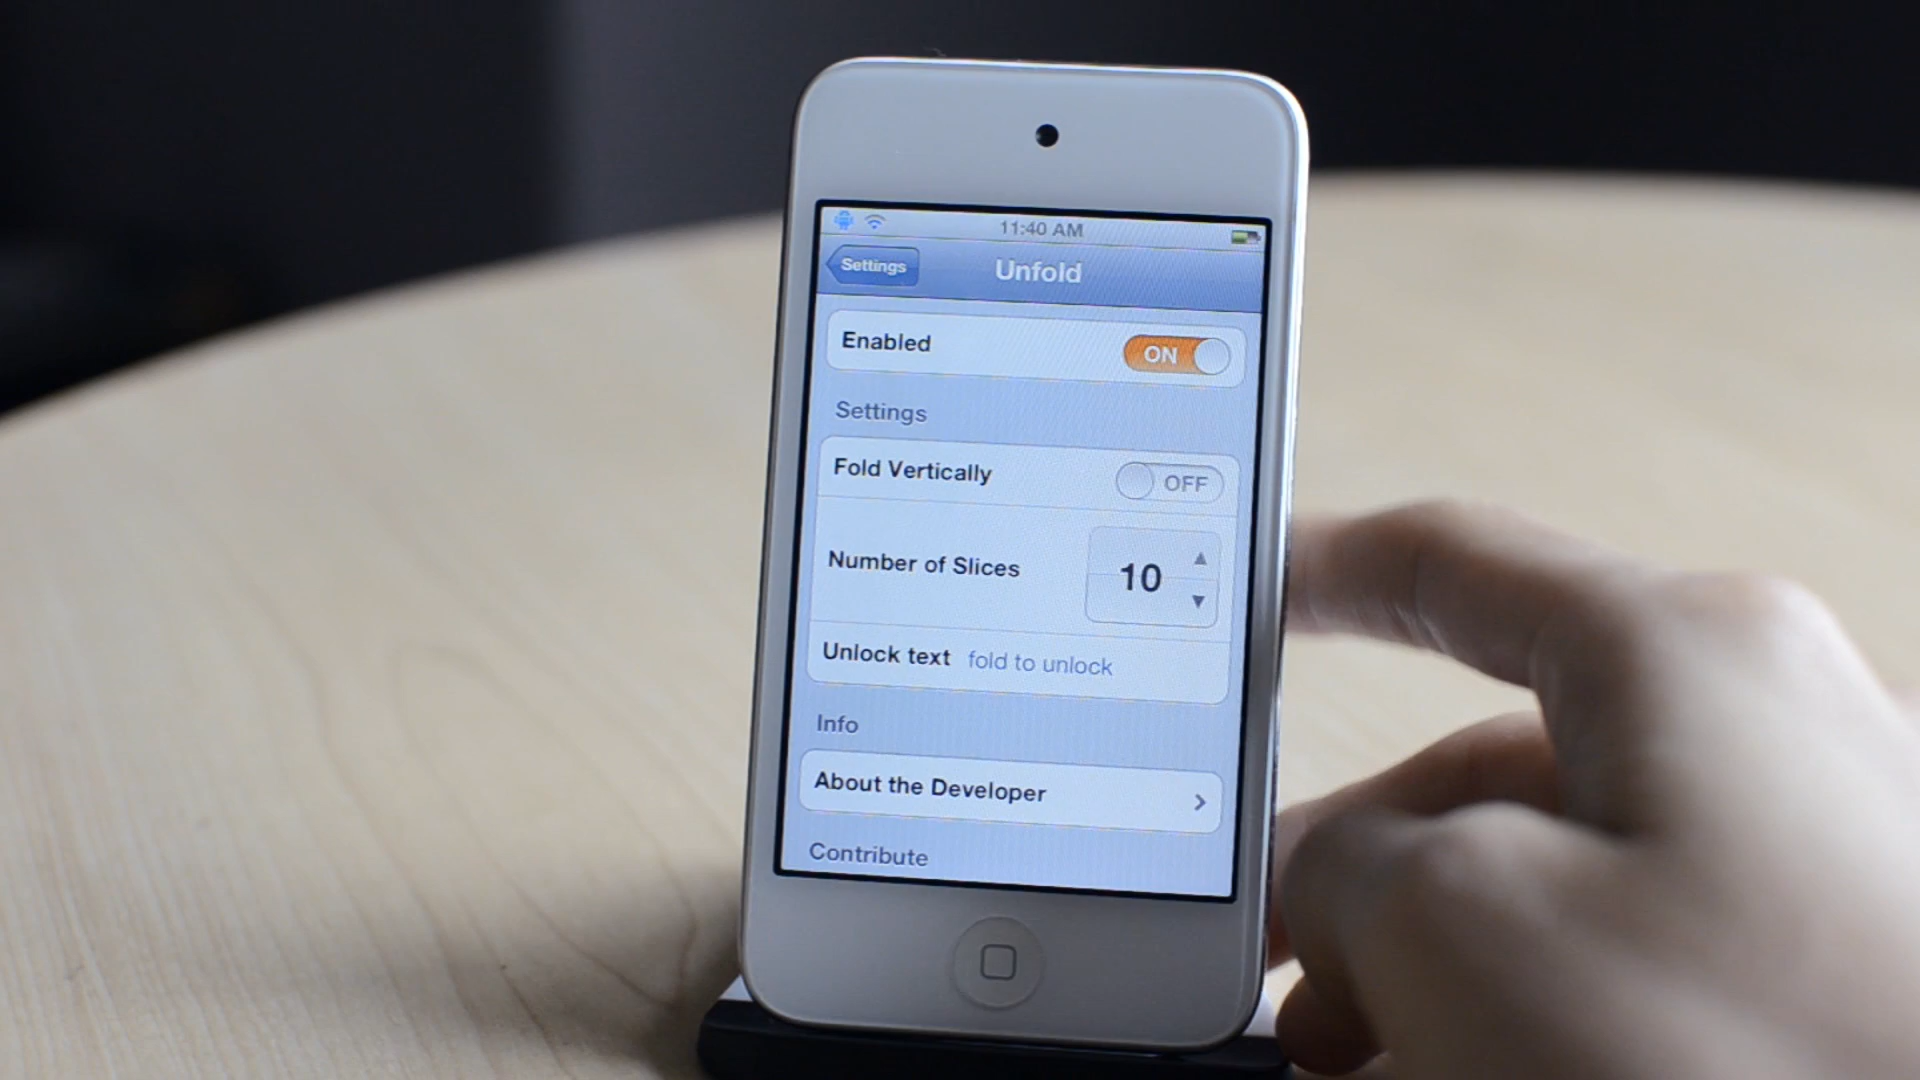 11:40 AM
Settings
Unfold
Enabled
ON
Settings
Fold Vertically
OFF
Number of Slices
10
Unlock text fold to unlock
Info
About the Developer
Contribute